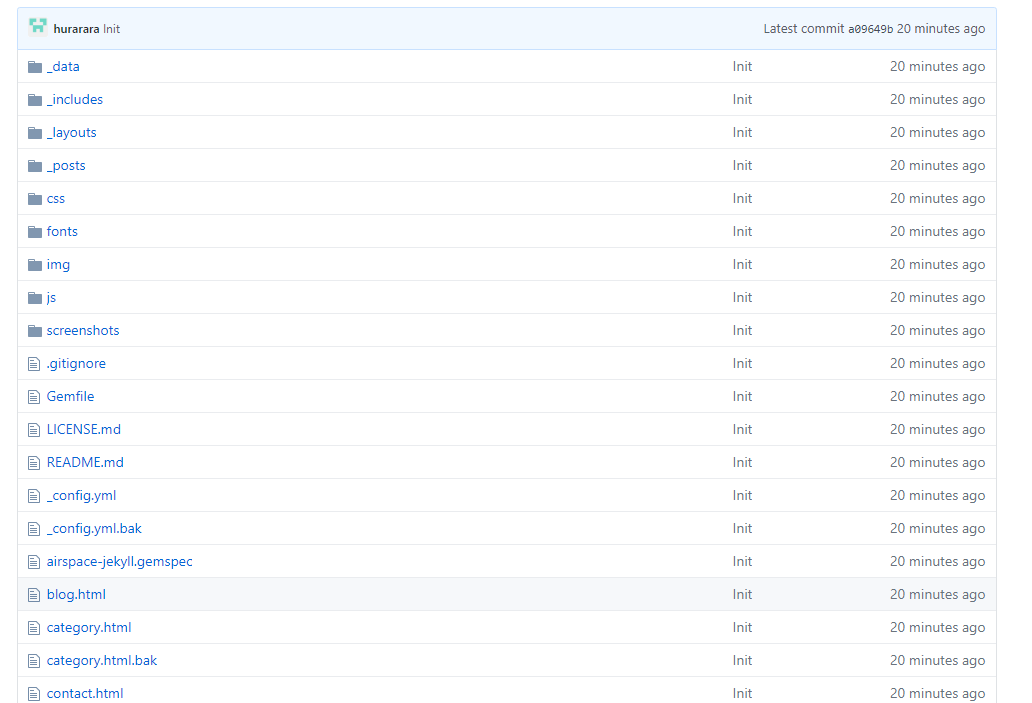 hurarara Init Latest commit a09649b 20 minutes ago
_data Init 20 minutes ago
_includes Init 20 minutes ago
_layouts Init 20 minutes ago
_posts Init 20 minutes ago
css Init 20 minutes ago
fonts Init 20 minutes ago
img Init 20 minutes ago
js Init 20 minutes ago
screenshots Init 20 minutes ago
.gitignore Init 20 minutes ago
Gemfile Init 20 minutes ago
LICENSE.md Init 20 minutes ago
README.md Init 20 minutes ago
_config.yml Init 20 minutes ago
_config.yml.bak Init 20 minutes ago
airspace-jekyll.gemspec Init 20 minutes ago
blog.html Init 20 minutes ago
category.html Init 20 minutes ago
category.html.bak Init 20 minutes ago
contact.html Init 20 minutes ago